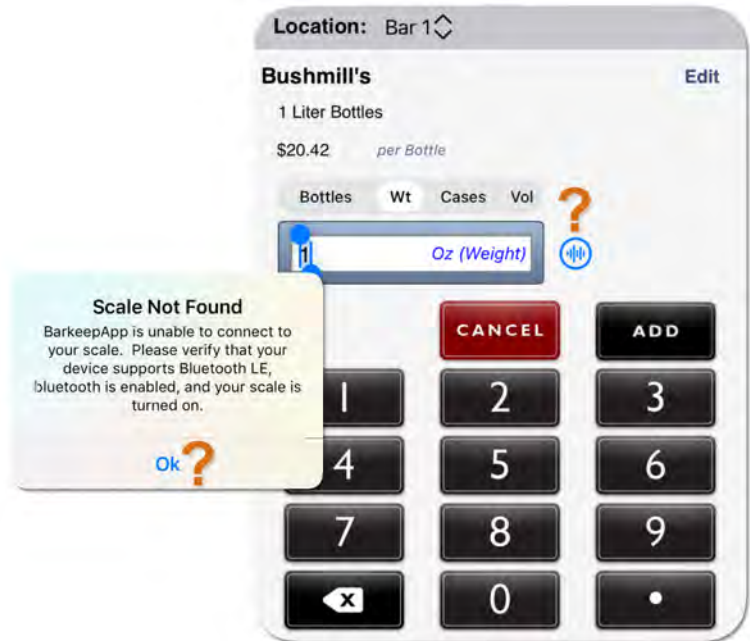 Location: Bar 1
Bushmill's Edit
1 Liter Bottles
$20.42 per Bottle
Bottles Wt Cases Vol
?
1 Oz (Weight)
Scale Not Found
BarkeepApp is unable to connect to
your scale. Please verify that your
device supports Bluetooth LE,
bluetooth is enabled, and your scale is
turned on.
Ok ?
CANCEL ADD
1 2 3
4 5 6
7 8 9
X 0 .